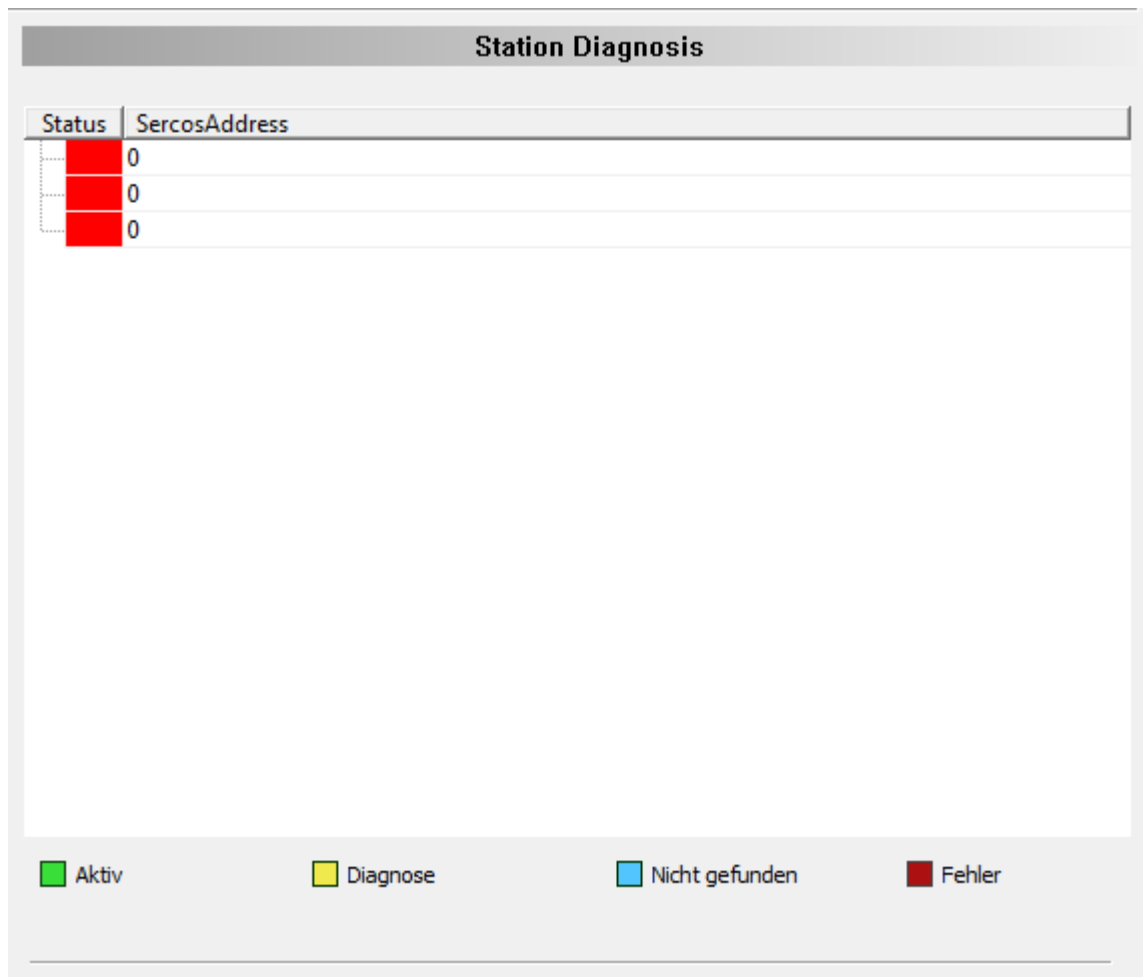 Station Diagnosis
Status SercosAddress
0
0
0
Aktiv Diagnose Nicht gefunden Fehler